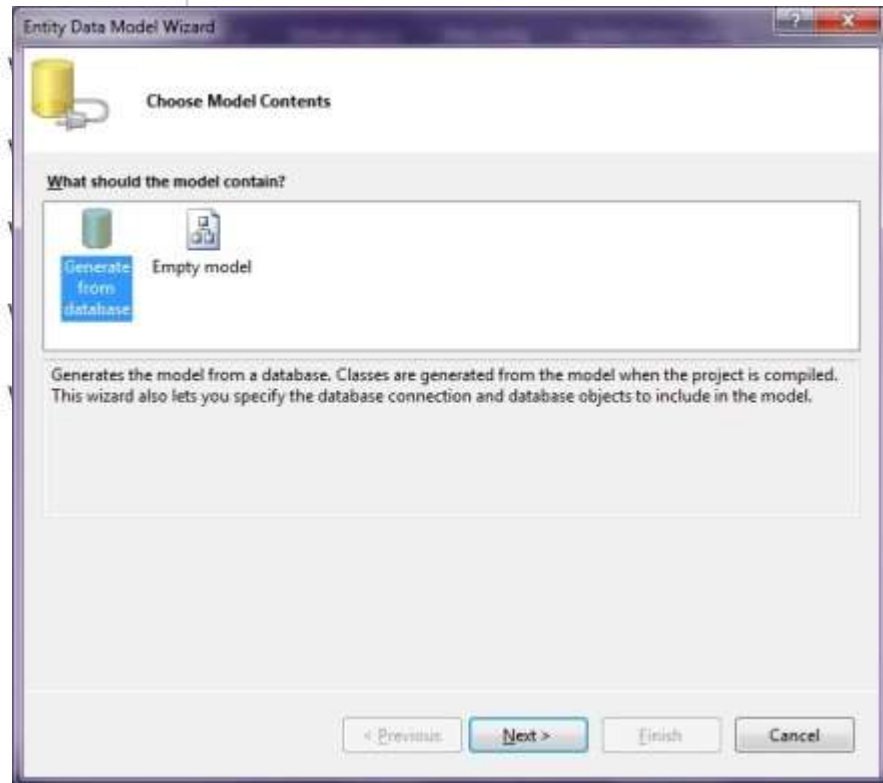 Entity Data Model Wizard
Choose Model Contents
What should the model contain?
Generate
from
database
Empty model
Generates the model from a database. Classes are generated from the model when the project is compiled.
This wizard also lets you specify the database connection and database objects to include in the model.
< Previous
Next >
Finish
Cancel